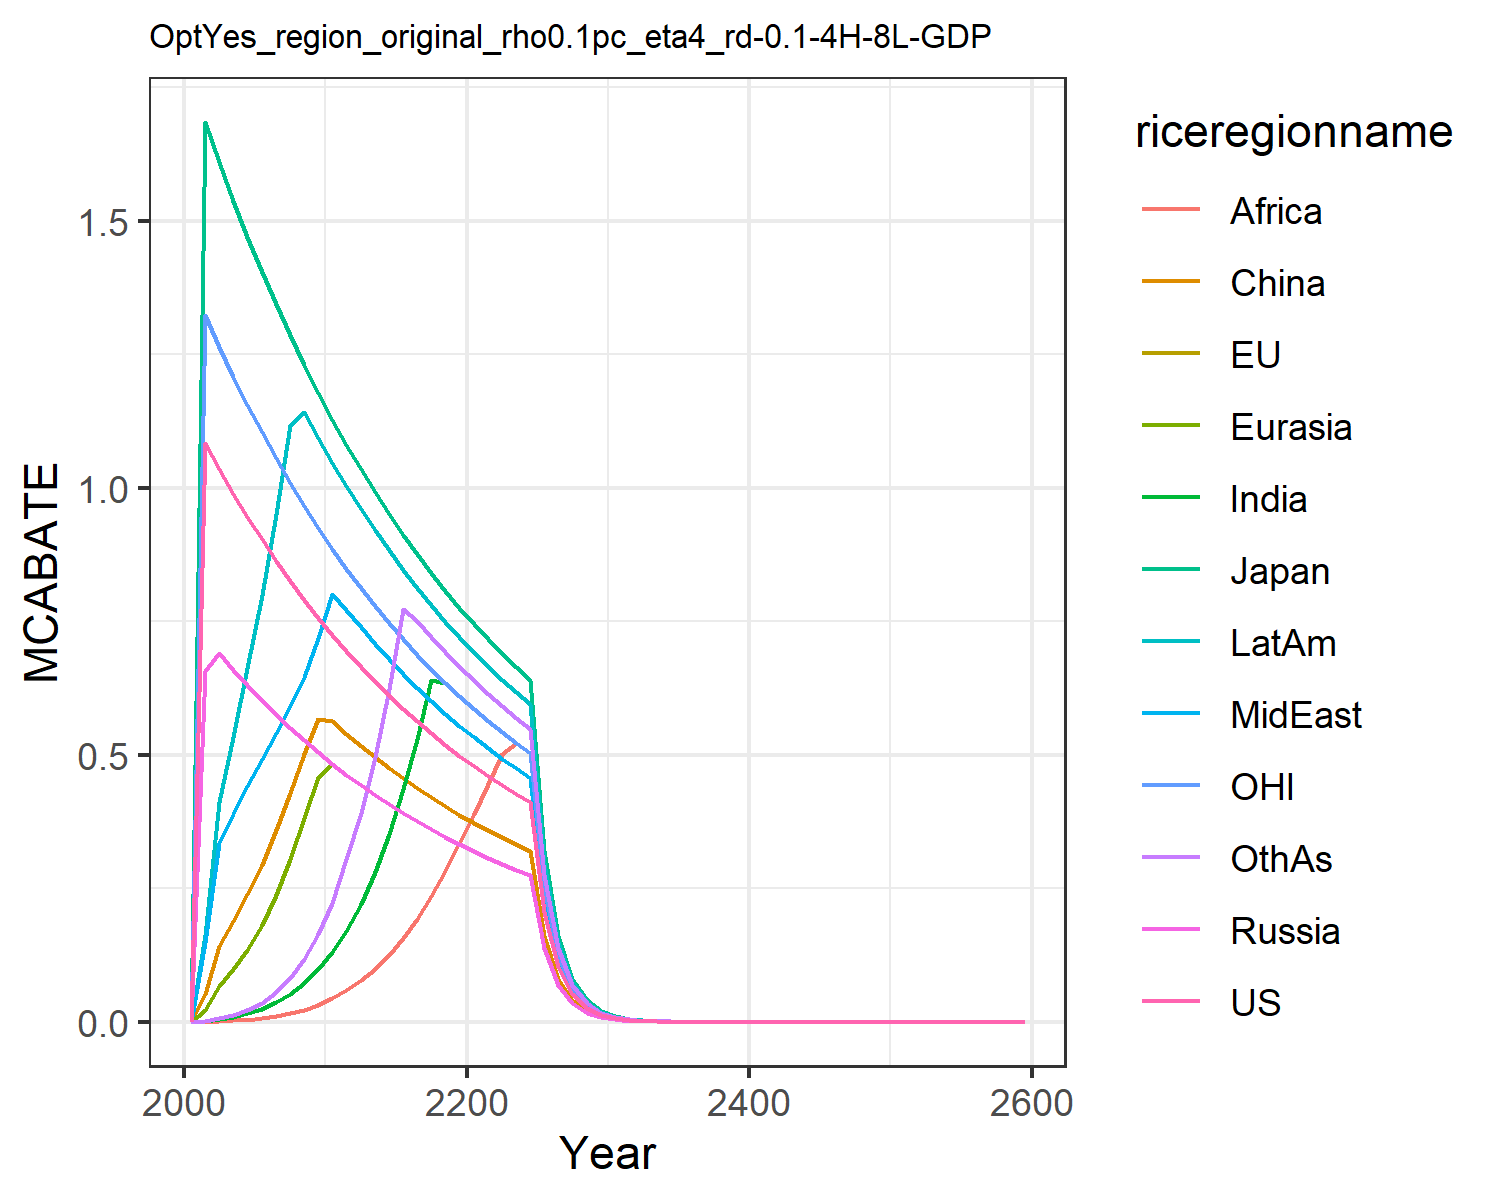 OptYes_region_original_rho0.1pc_eta4_rd-0.1-4H-8L-GDP
MCABATE
1.5
1.0
0.5
0.0
2000
2200
2400
2600
Year
riceregionname
Africa
China
EU
Eurasia
India
Japan
LatAm
MidEast
OHI
OthAs
Russia
US